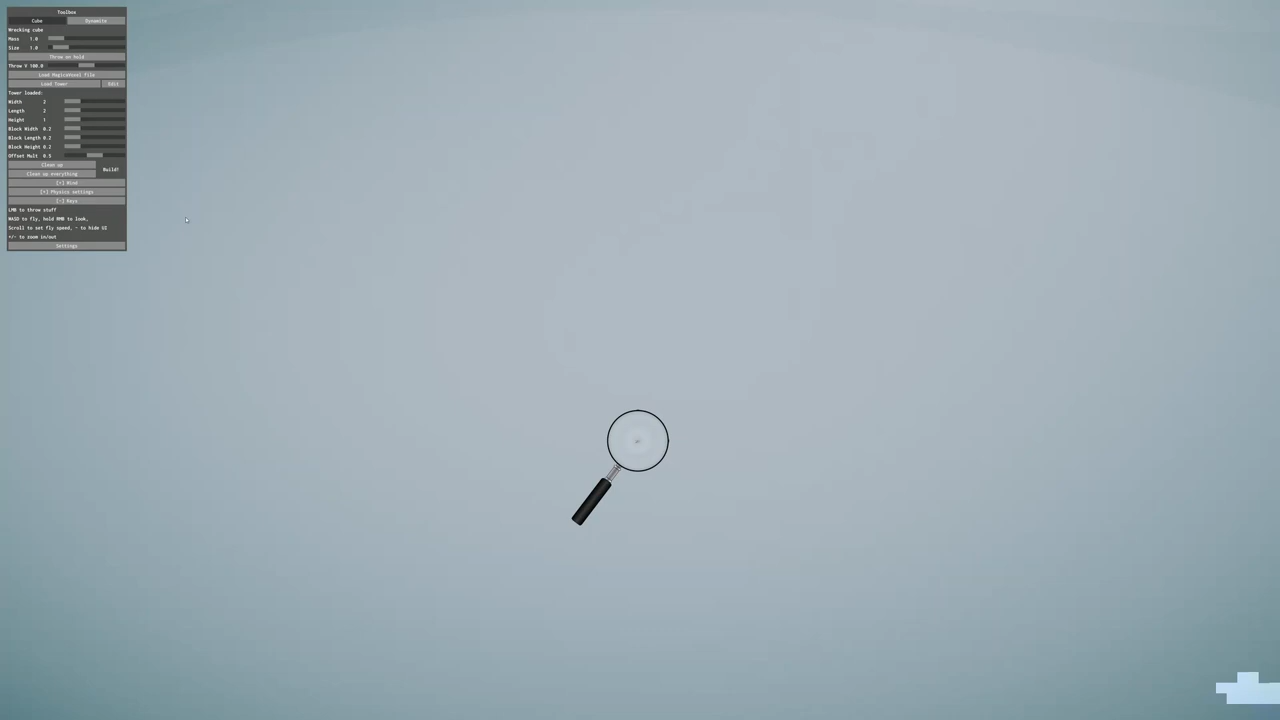 Toolbox
Cube Dynamite
Wrecking cube
Mass 1.0
Size 1.0
Throw or hold
Throw V 100.0
Load MagicaVoxel file
Load Tower Edit
Tower loaded:
Width 2
Length 2
Height 1
Block Width 0.2
Block Length 0.2
Block Height 0.2
Offset Mult 0.5
Clean up
Build!
Clean up everything
[+] Wind
[+] Physics settings
[-] Keys
LMB to throw stuff
WASD to fly, hold RMB to look,
Scroll to set fly speed, ~ to hide UI
+/- to zoom in/out
Settings